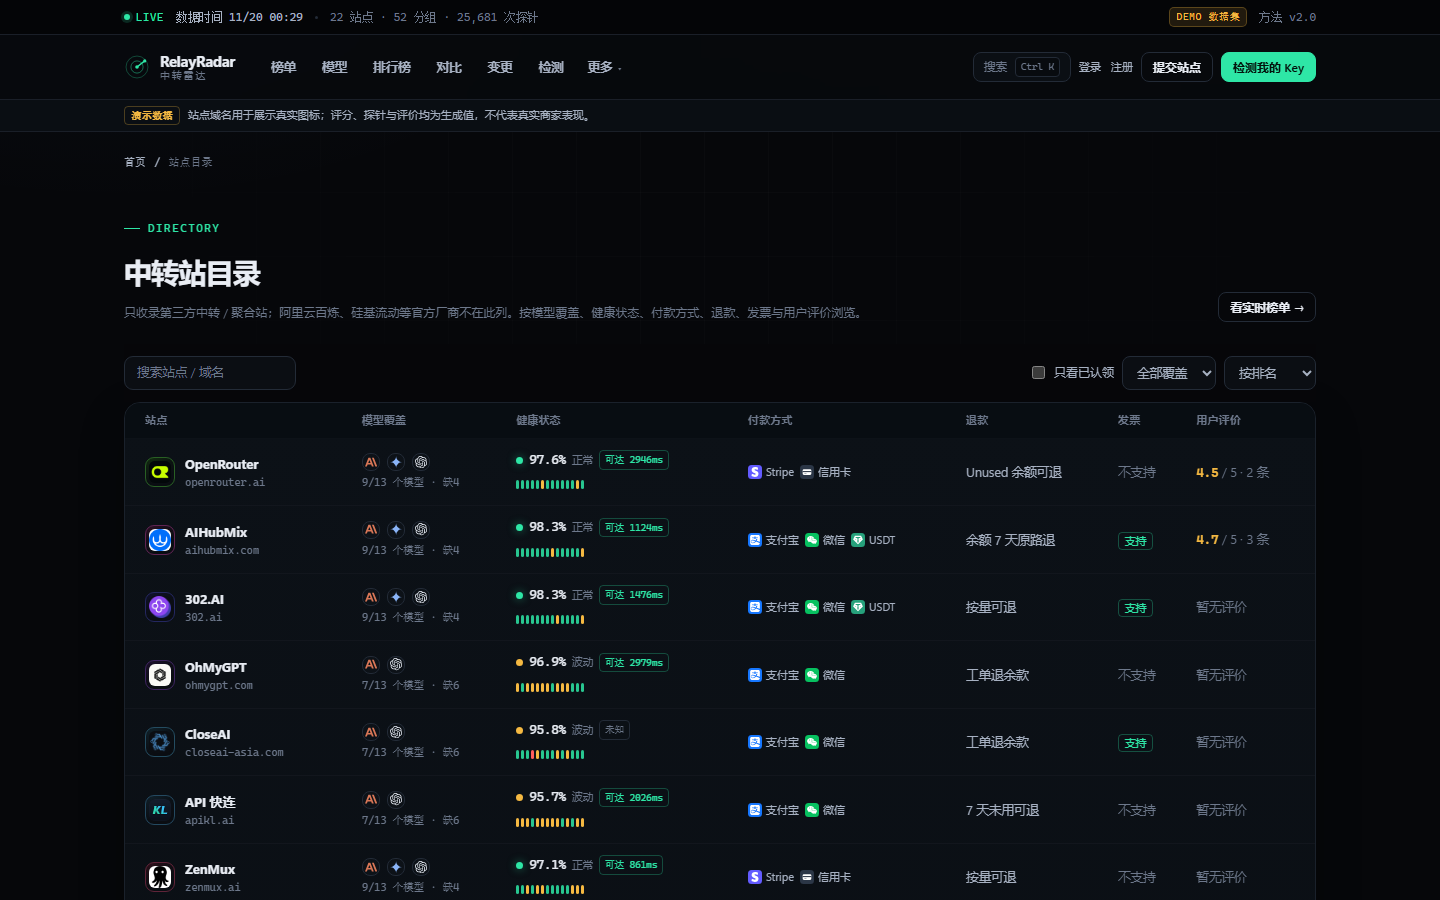 LIVE 数据时间 11/20 00:29 · 22 站点 · 52 分组 · 25,681 次探针
DEMO 数据集 方法 v2.0
RelayRadar
中转雷达
榜单 模型 排行榜 对比 变更 检测 更多
搜索 Ctrl K 登录 注册 提交站点 检测我的 Key
演示数据 站点域名用于展示真实图标；评分、探针与评价均为生成值，不代表真实商家表现。
首页 / 站点目录
DIRECTORY
中转站目录
只收录第三方中转 / 聚合站；阿里云百炼、硅基流动等官方厂商不在此列。按模型覆盖、健康状态、付款方式、退款、发票与用户评价浏览。
看实时榜单 →
搜索站点 / 域名
只看已认领 全部覆盖 按排名
站点 模型覆盖 健康状态 付款方式 退款 发票 用户评价
OpenRouter
openrouter.ai
9/13 个模型 · 缺4
97.6% 正常 可达 2946ms
Stripe 信用卡
Unused 余额可退
不支持
4.5 / 5 · 2 条
AIHubMix
aihubmix.com
9/13 个模型 · 缺4
98.3% 正常 可达 1124ms
支付宝 微信 USDT
余额 7 天原路退
支持
4.7 / 5 · 3 条
302.AI
302.ai
9/13 个模型 · 缺4
98.3% 正常 可达 1476ms
支付宝 微信 USDT
按量可退
支持
暂无评价
OhMyGPT
ohmygpt.com
7/13 个模型 · 缺6
96.9% 波动 可达 2979ms
支付宝 微信
工单退余款
不支持
暂无评价
CloseAI
closeai-asia.com
7/13 个模型 · 缺6
95.8% 波动 未知
支付宝 微信
工单退余款
支持
暂无评价
KL
API 快连
apikl.ai
7/13 个模型 · 缺6
95.7% 波动 可达 2026ms
支付宝 微信
7 天未用可退
不支持
暂无评价
ZenMux
zenmux.ai
9/13 个模型 · 缺4
97.1% 正常 可达 861ms
Stripe 信用卡
按量可退
不支持
暂无评价